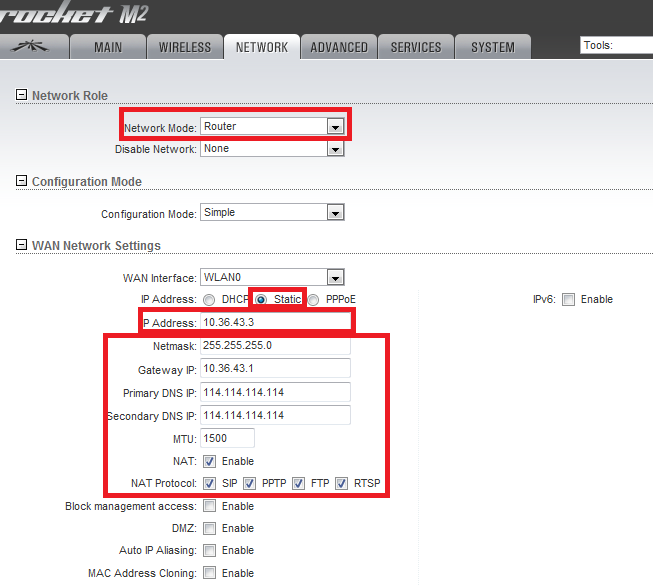 rocket M2
MAIN WIRELESS NETWORK ADVANCED SERVICES SYSTEM Tools:
Network Role
Network Mode: Router
Disable Network: None
Configuration Mode
Configuration Mode: Simple
WAN Network Settings
WAN Interface: WLAN0
IP Address: DHCP Static PPPoE IPv6: Enable
IP Address: 10.36.43.3
Netmask: 255.255.255.0
Gateway IP: 10.36.43.1
Primary DNS IP: 114.114.114.114
Secondary DNS IP: 114.114.114.114
MTU: 1500
NAT: Enable
NAT Protocol: SIP PPTP FTP RTSP
Block management access: Enable
DMZ: Enable
Auto IP Aliasing: Enable
MAC Address Cloning: Enable